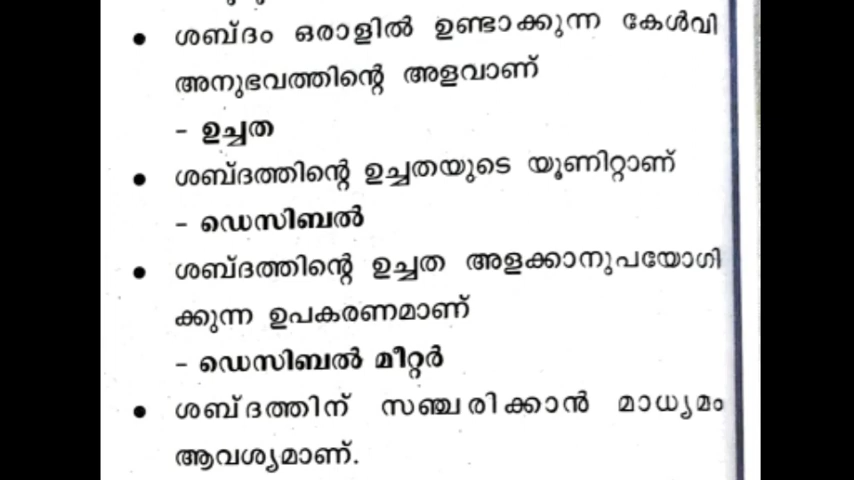 ● ശബ്ദം ഒരാളിൽ ഉണ്ടാക്കുന്ന കേൾവി
അനുഭവത്തിന്റെ അളവാണ്
– ഉച്ചത
● ശബ്ദത്തിന്റെ ഉച്ചതയുടെ യൂണിറ്റാണ്
– ഡെസിബൽ
● ശബ്ദത്തിന്റെ ഉച്ചത അളക്കാനുപയോഗി
ക്കുന്ന ഉപകരണമാണ്
– ഡെസിബൽ മീറ്റർ
● ശബ്ദത്തിന് സഞ്ചരിക്കാൻ മാധ്യമം
ആവശ്യമാണ്.